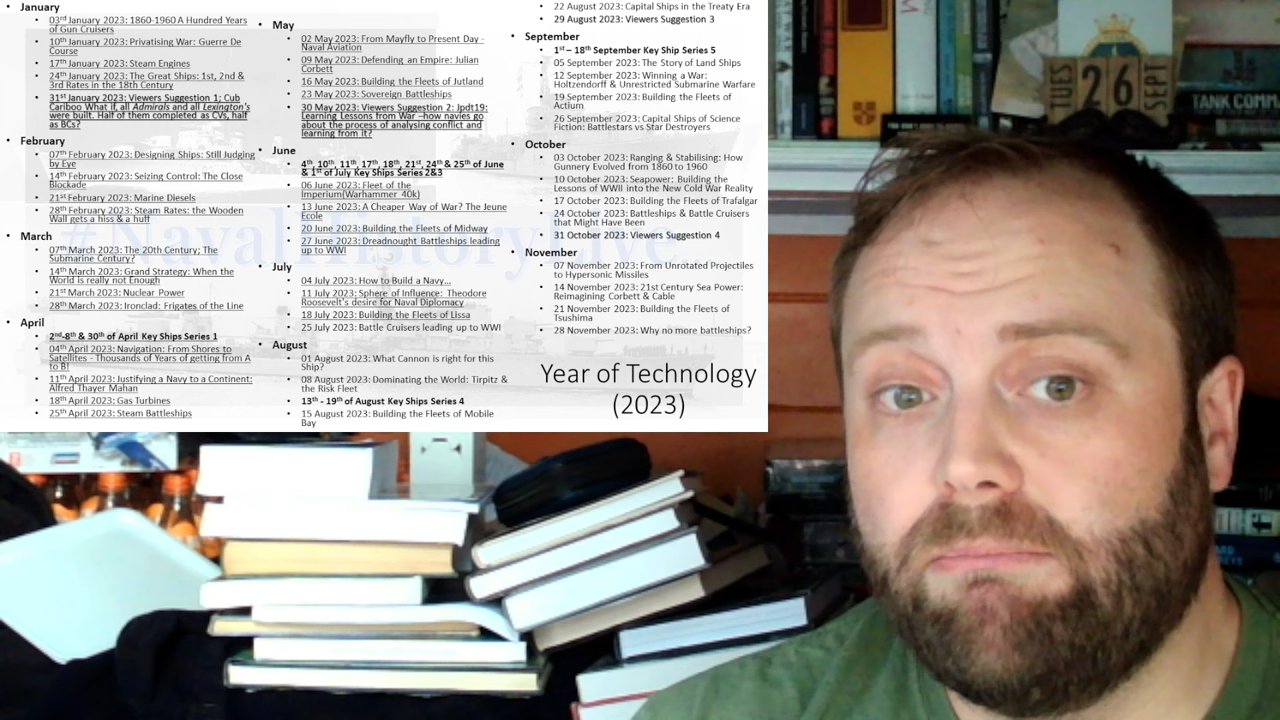 January
03rd January 2023: 1860-1960 A Hundred Years
of Gun Cruisers
10th January 2023: Privatising War: Guerre De
Course
17th January 2023: Steam Engines
24th January 2023: The Great Ships: 1st, 2nd &
3rd Rates in the 18th Century
31st January 2023: Viewers Suggestion 1; Cub
Cariboo What if, all Admirals and all Lexington's
were built. Half of them completed as CVs, half
as BCs?
February
07th February 2023: Designing Ships: Still Judging
by Eye
14th February 2023: Seizing Control: The Close
Blockade
21st February 2023: Marine Diesels
28th February 2023: Steam Rates: the Wooden
Wall gets a hiss & a huff
March
07th March 2023: The 20th Century; The
Submarine Century?
14th March 2023: Grand Strategy: When the
World is really not Enough
21st March 2023: Nuclear Power
28th March 2023: Ironclad: Frigates of the Line
April
2nd-8th & 30th of April Key Ships Series 1
04th April 2023: Navigation: From Shores to
Satellites - Thousands of Years of getting from A
to B!
11th April 2023: Justifying a Navy to a Continent:
Alfred Thayer Mahan
18th April 2023: Gas Turbines
25th April 2023: Steam Battleships
May
02 May 2023: From Mayfly to Present Day -
Naval Aviation
09 May 2023: Defending an Empire: Julian
Corbett
16 May 2023: Building the Fleets of Jutland
23 May 2023: Sovereign Battleships
30 May 2023: Viewers Suggestion 2: Jpdt19:
Learning Lessons from War –how navies go
about the process of analysing conflict and
learning from it?
June
4th, 10th, 11th, 17th, 18th, 21st, 24th & 25th of June
& 1st of July Key Ships Series 2&3
06 June 2023: Fleet of the
Imperium(Warhammer 40k)
13 June 2023: A Cheaper Way of War? The Jeune
Ecole
20 June 2023: Building the Fleets of Midway
27 June 2023: Dreadnought Battleships leading
up to WWI
July
04 July 2023: How to Build a Navy...
11 July 2023: Sphere of Influence: Theodore
Roosevelt's desire for Naval Diplomacy
18 July 2023: Building the Fleets of Lissa
25 July 2023: Battle Cruisers leading up to WWI
August
01 August 2023: What Cannon is right for this
Ship?
08 August 2023: Dominating the World: Tirpitz &
the Risk Fleet
13th - 19th of August Key Ships Series 4
15 August 2023: Building the Fleets of Mobile
Bay
22 August 2023: Capital Ships in the Treaty Era
29 August 2023: Viewers Suggestion 3
September
1st – 18th September Key Ship Series 5
05 September 2023: The Story of Land Ships
12 September 2023: Winning a War:
Holtzendorff & Unrestricted Submarine Warfare
19 September 2023: Building the Fleets of
Actium
26 September 2023: Capital Ships of Science
Fiction: Battlestars vs Star Destroyers
October
03 October 2023: Ranging & Stabilising: How
Gunnery Evolved from 1860 to 1960
10 October 2023: Seapower: Building the
Lessons of WWII into the New Cold War Reality
17 October 2023: Building the Fleets of Trafalgar
24 October 2023: Battleships & Battle Cruisers
that Might Have Been
31 October 2023: Viewers Suggestion 4
November
07 November 2023: From Unrotated Projectiles
to Hypersonic Missiles
14 November 2023: 21st Century Sea Power:
Reimagining Corbett & Cable
21 November 2023: Building the Fleets of
Tsushima
28 November 2023: Why no more battleships?
Year of Technology
(2023)
#NavalHistoryLive
TUES 26 SEPT
TANK COMM